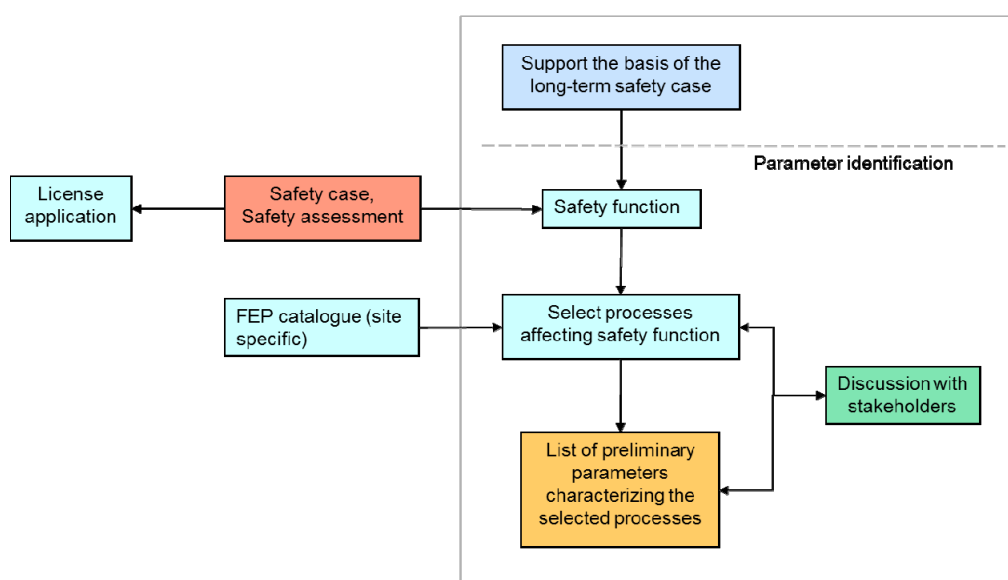 Support the basis of the
long-term safety case
Parameter identification
License
application
Safety case,
Safety assessment
Safety function
FEP catalogue (site
specific)
Select processes
affecting safety function
Discussion with
stakeholders
List of preliminary
parameters
characterizing the
selected processes